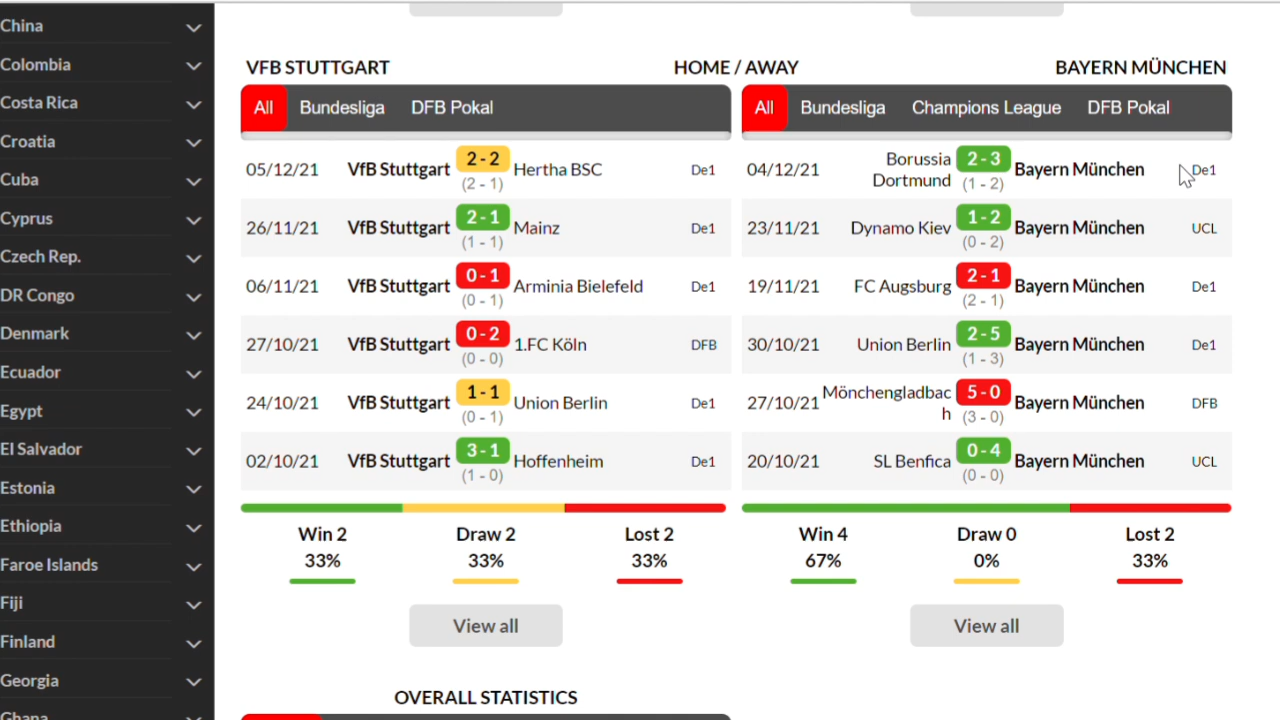 China
Colombia
Costa Rica
Croatia
Cuba
Cyprus
Czech Rep.
DR Congo
Denmark
Ecuador
Egypt
El Salvador
Estonia
Ethiopia
Faroe Islands
Fiji
Finland
Georgia
Ghana
VFB STUTTGART HOME / AWAY BAYERN MÜNCHEN
All Bundesliga DFB Pokal
05/12/21 VfB Stuttgart 2 - 2 Hertha BSC De1
(2 - 1)
26/11/21 VfB Stuttgart 2 - 1 Mainz De1
(1 - 1)
06/11/21 VfB Stuttgart 0 - 1 Arminia Bielefeld De1
(0 - 1)
27/10/21 VfB Stuttgart 0 - 2 1.FC Köln DFB
(0 - 0)
24/10/21 VfB Stuttgart 1 - 1 Union Berlin De1
(0 - 1)
02/10/21 VfB Stuttgart 3 - 1 Hoffenheim De1
(1 - 0)
Win 2 Draw 2 Lost 2
33% 33% 33%
View all
All Bundesliga Champions League DFB Pokal
04/12/21 Borussia Dortmund 2 - 3 Bayern München De1
(1 - 2)
23/11/21 Dynamo Kiev 1 - 2 Bayern München UCL
(0 - 2)
19/11/21 FC Augsburg 2 - 1 Bayern München De1
(2 - 1)
30/10/21 Union Berlin 2 - 5 Bayern München De1
(1 - 3)
27/10/21 Mönchengladbach 5 - 0 Bayern München DFB
(3 - 0)
20/10/21 SL Benfica 0 - 4 Bayern München UCL
(0 - 0)
Win 4 Draw 0 Lost 2
67% 0% 33%
View all
OVERALL STATISTICS